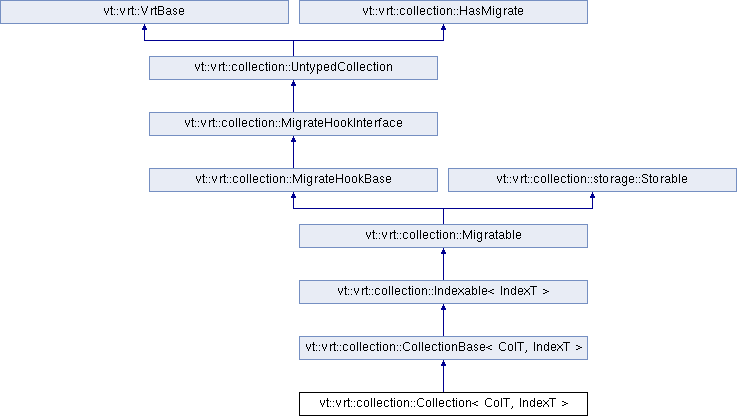 vt::vrt::VrtBase
vt::vrt::collection::HasMigrate
vt::vrt::collection::UntypedCollection
vt::vrt::collection::MigrateHookInterface
vt::vrt::collection::MigrateHookBase
vt::vrt::collection::storage::Storable
vt::vrt::collection::Migratable
vt::vrt::collection::Indexable< IndexT >
vt::vrt::collection::CollectionBase< ColT, IndexT >
vt::vrt::collection::Collection< ColT, IndexT >